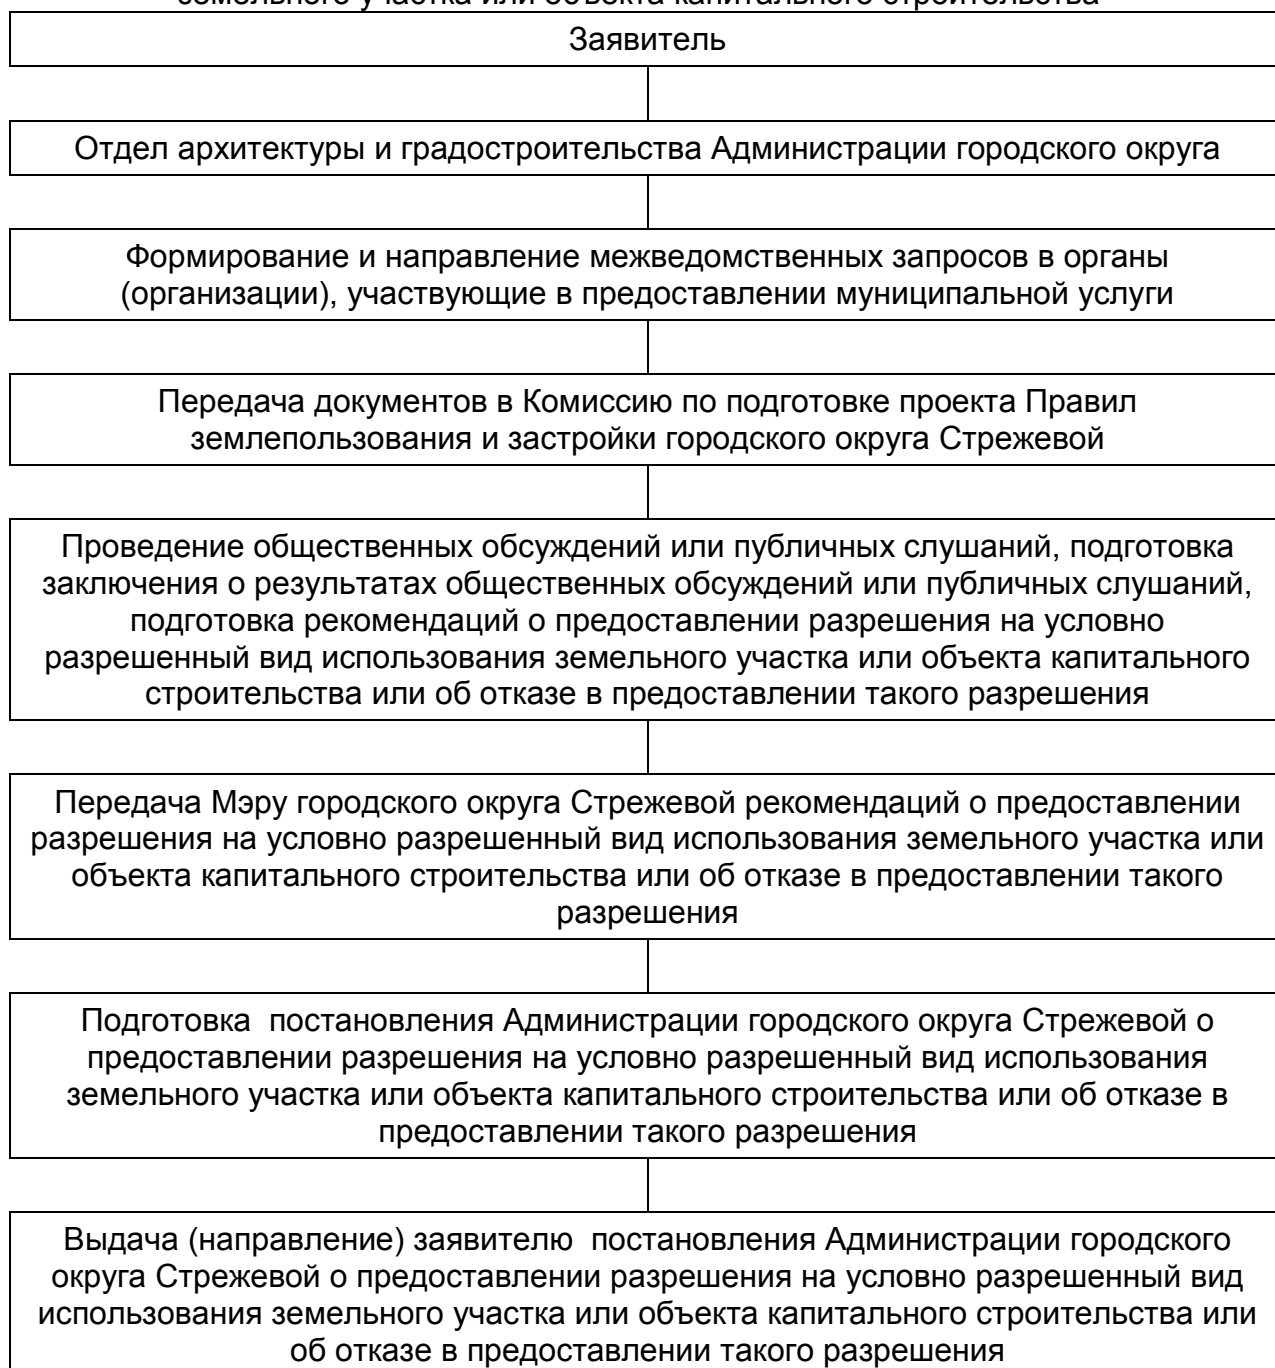 земельного участка или объекта капитального строительства
Заявитель
Отдел архитектуры и градостроительства Администрации городского округа
Формирование и направление межведомственных запросов в органы
(организации), участвующие в предоставлении муниципальной услуги
Передача документов в Комиссию по подготовке проекта Правил
землепользования и застройки городского округа Стрежевой
Проведение общественных обсуждений или публичных слушаний, подготовка
заключения о результатах общественных обсуждений или публичных слушаний,
подготовка рекомендаций о предоставлении разрешения на условно
разрешенный вид использования земельного участка или объекта капитального
строительства или об отказе в предоставлении такого разрешения
Передача Мэру городского округа Стрежевой рекомендаций о предоставлении
разрешения на условно разрешенный вид использования земельного участка или
объекта капитального строительства или об отказе в предоставлении такого
разрешения
Подготовка  постановления Администрации городского округа Стрежевой о
предоставлении разрешения на условно разрешенный вид использования
земельного участка или объекта капитального строительства или об отказе в
предоставлении такого разрешения
Выдача (направление) заявителю  постановления Администрации городского
округа Стрежевой о предоставлении разрешения на условно разрешенный вид
использования земельного участка или объекта капитального строительства или
об отказе в предоставлении такого разрешения